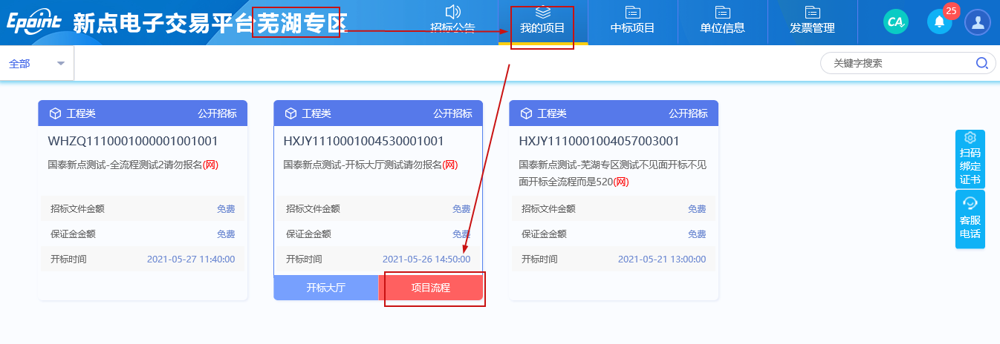 Epoint 新点电子交易平台芜湖专区
招标公告
我的项目
中标项目
单位信息
发票管理
CA
25
全部
关键字搜索
工程类 公开招标
WHZQ1110001000001001001
国泰新点测试-全流程测试2请勿报名(网)
招标文件金额 免费
保证金金额 免费
开标时间 2021-05-27 11:40:00
工程类 公开招标
HXJY1110001004530001001
国泰新点测试-开标大厅测试请勿报名(网)
招标文件金额 免费
保证金金额 免费
开标时间 2021-05-26 14:50:00
开标大厅 项目流程
工程类 公开招标
HXJY1110001004057003001
国泰新点测试-芜湖专区测试不见面开标不见
面开标全流程而是520(网)
招标文件金额 免费
保证金金额 免费
开标时间 2021-05-21 13:00:00
扫码
绑定
证书
客服
电话